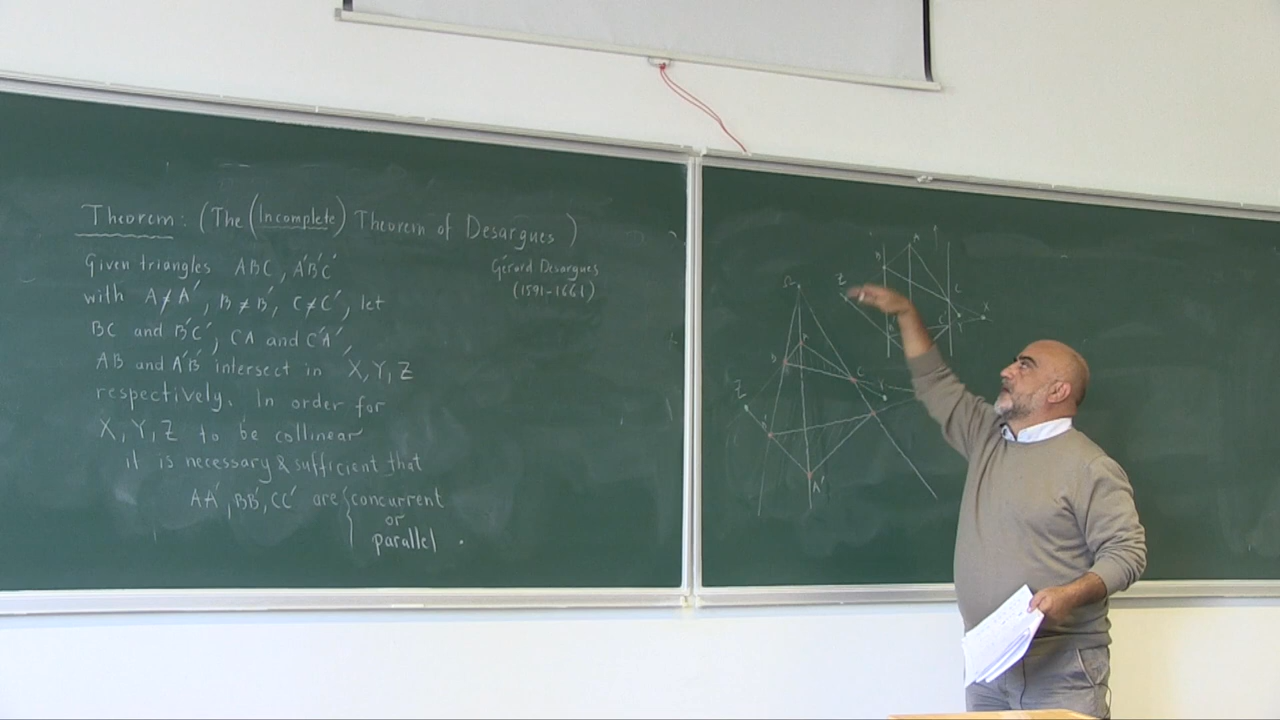 Theorem: (The (Incomplete) Theorem of Desargues)
Gérard Desargues
(1591-1661)
Given triangles ABC, A'B'C'
with A≠A', B≠B', C≠C', let
BC and B'C', CA and C'A',
AB and A'B' intersect in X, Y, Z
respectively. In order for
X, Y, Z to be collinear
it is necessary & sufficient that
AA', BB', CC' are { concurrent
or
parallel .
A
B
C
X
Z
Ω
B
C
Y
Z
A'